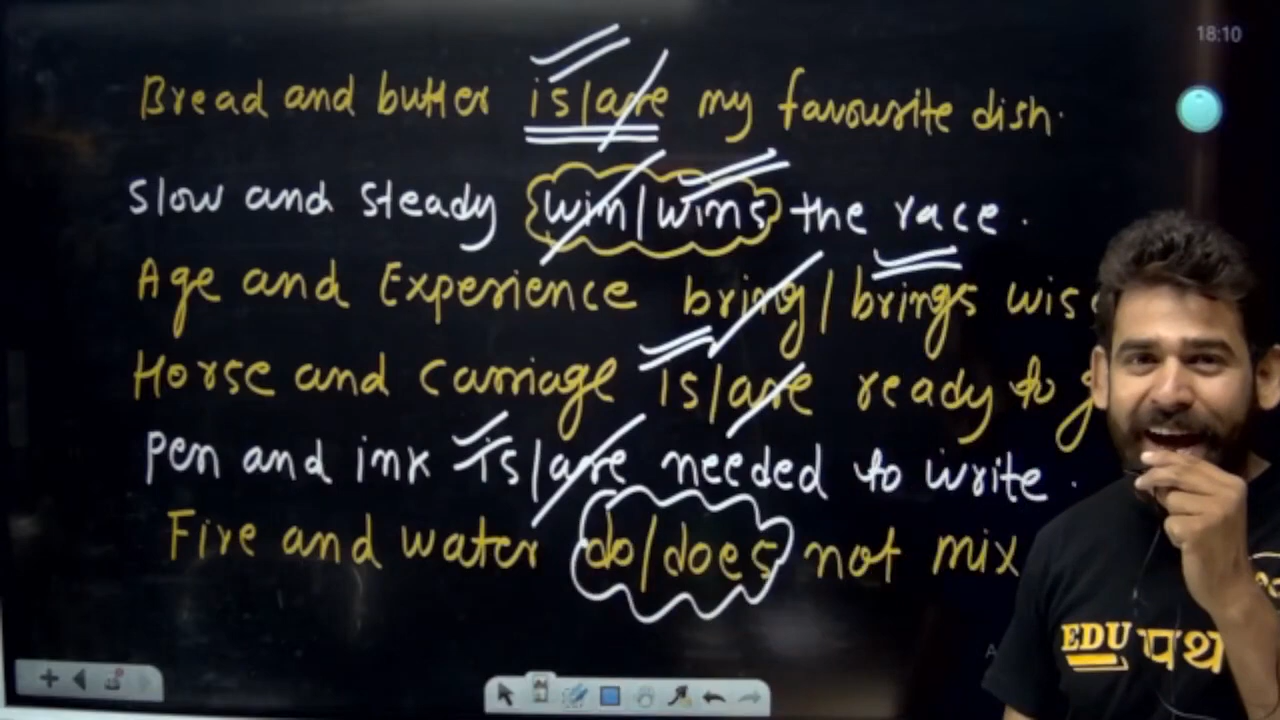 18:10
Bread and butter is/are my favourite dish.
Slow and steady win/wins the race.
Age and Experience bring/brings
Horse and carriage is/are ready to
Pen and ink is/are needed to write.
Fire and water do/does not mix
EDU पथ